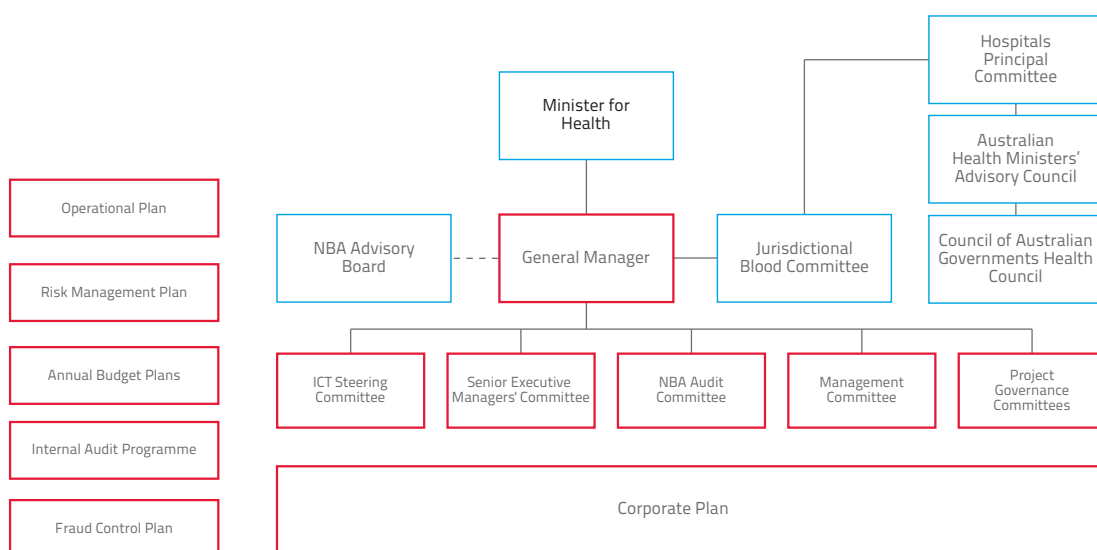 Hospitals
Principal
Committee
Minister for
Health
Australian
Health Ministers’
Advisory Council
Operational Plan
NBA Advisory
Board
General Manager
Jurisdictional
Blood Committee
Council of Australian
Governments Health
Council
Risk Management Plan
Annual Budget Plans
ICT Steering
Committee
Senior Executive
Managers’ Committee
NBA Audit
Committee
Management
Committee
Project
Governance
Committees
Internal Audit Programme
Corporate Plan
Fraud Control Plan